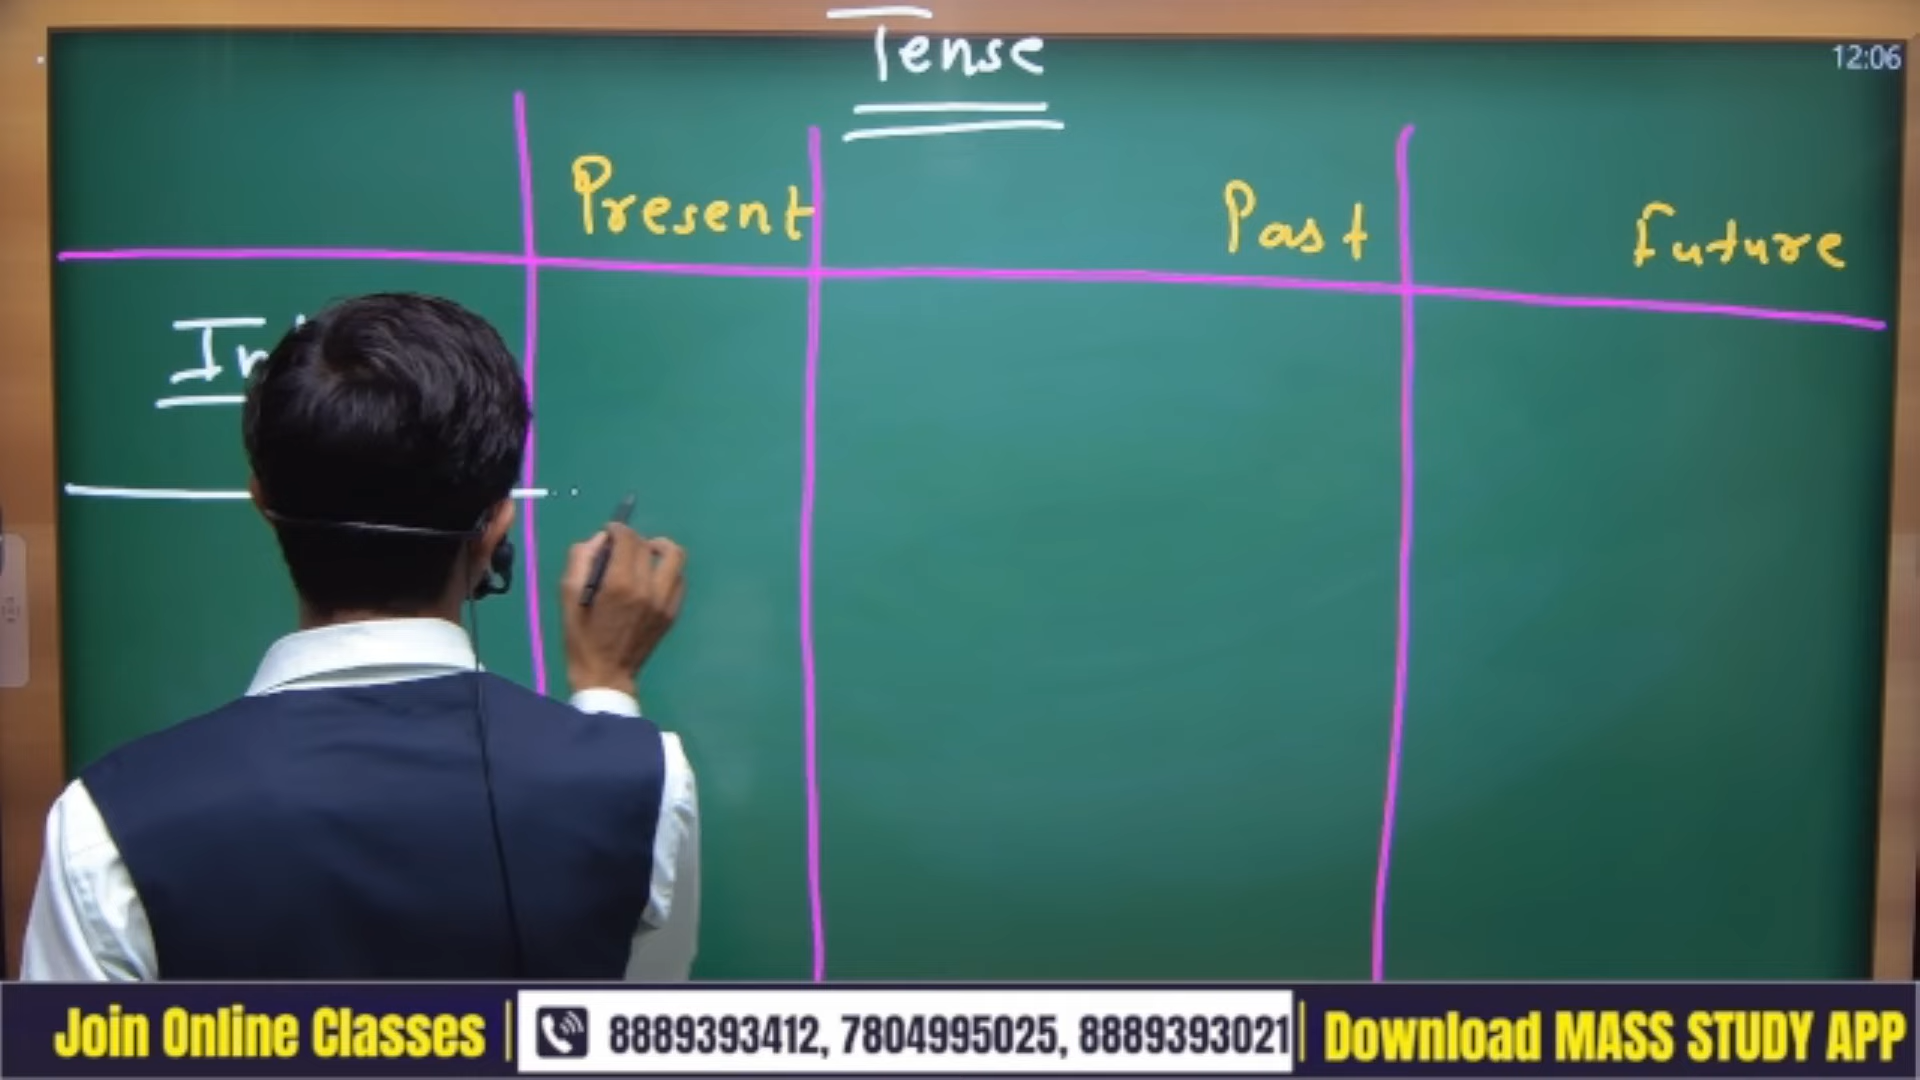 Tense
12:06
Present Past Future
Join Online Classes 8889393412, 7804995025, 8889393021 Download MASS STUDY APP